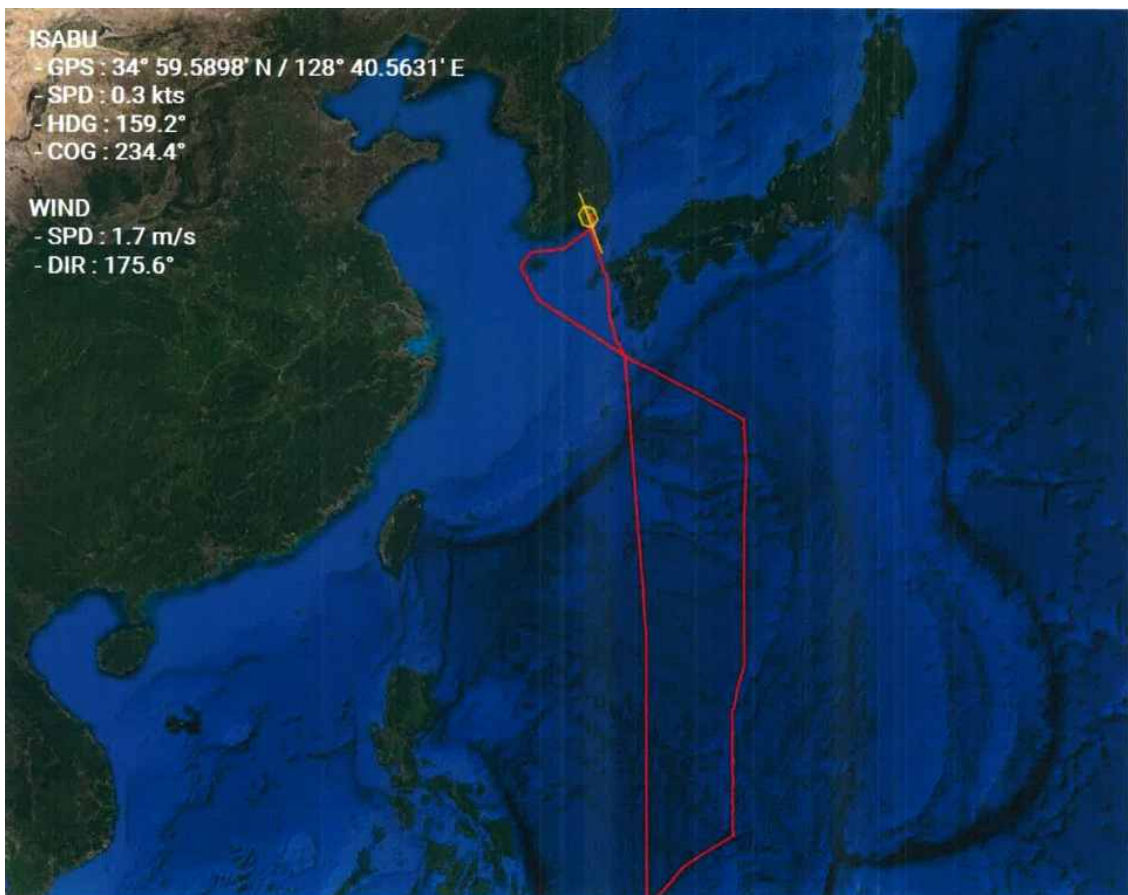 ISABU
- GPS : 34° 59.5898' N / 128° 40.5631' E
- SPD : 0.3 kts
- HDG : 159.2°
- COG : 234.4°
WIND
- SPD : 1.7 m/s
- DIR : 175.6°